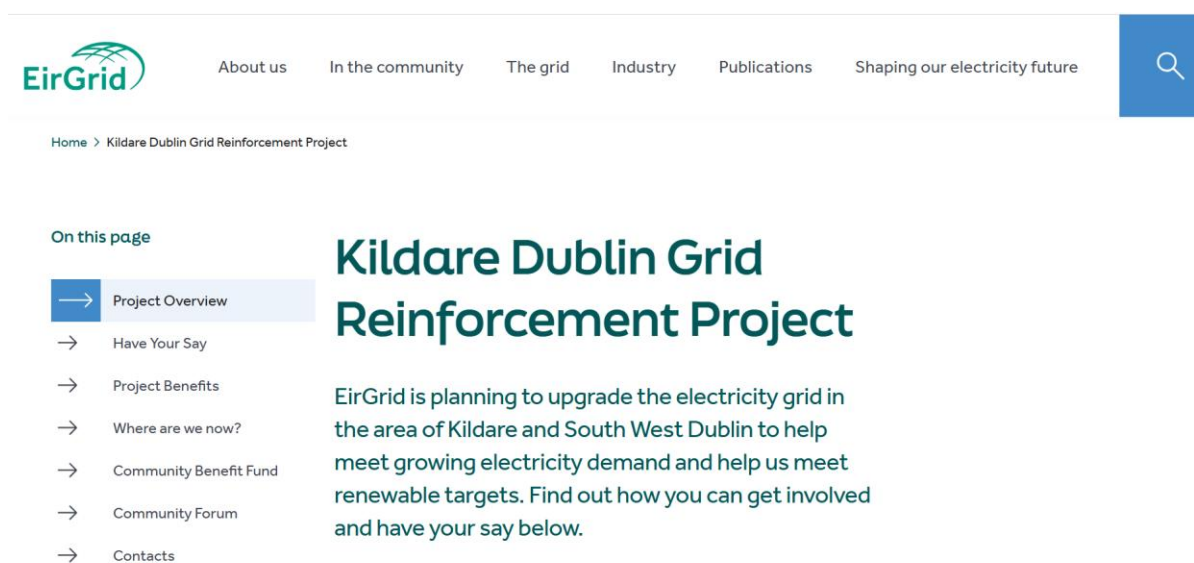 EirGrid
About us
In the community
The grid
Industry
Publications
Shaping our electricity future
Home > Kildare Dublin Grid Reinforcement Project
On this page
Project Overview
Have Your Say
Project Benefits
Where are we now?
Community Benefit Fund
Community Forum
Contacts
Kildare Dublin Grid
Reinforcement Project
EirGrid is planning to upgrade the electricity grid in
the area of Kildare and South West Dublin to help
meet growing electricity demand and help us meet
renewable targets. Find out how you can get involved
and have your say below.